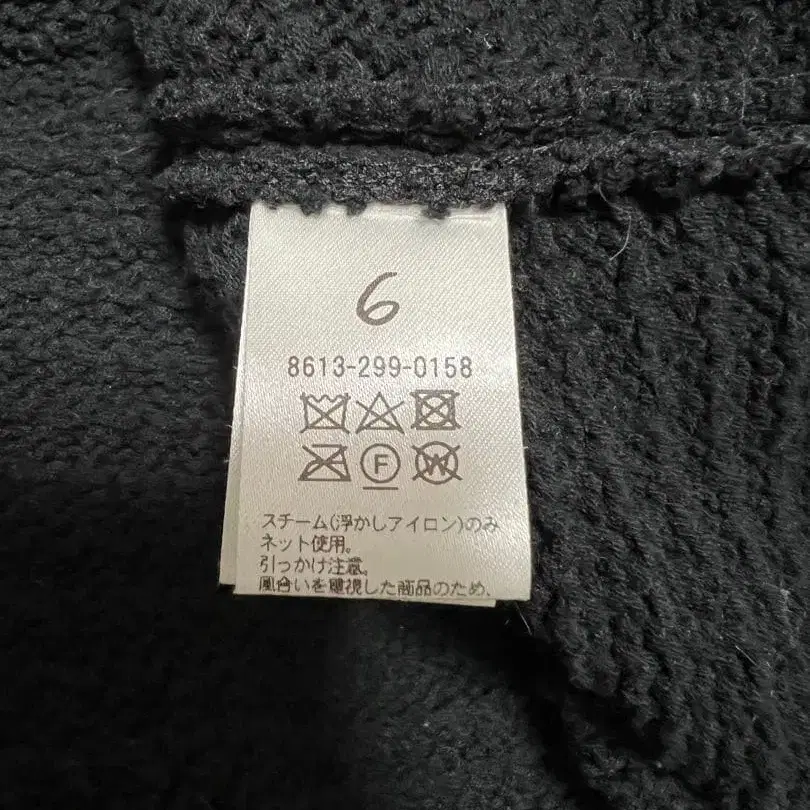 6
8613-299-0158
F W
スチーム(浮かしアイロン)のみ
ネット使用。
引っかけ注意。
風合いを重視した商品のため、